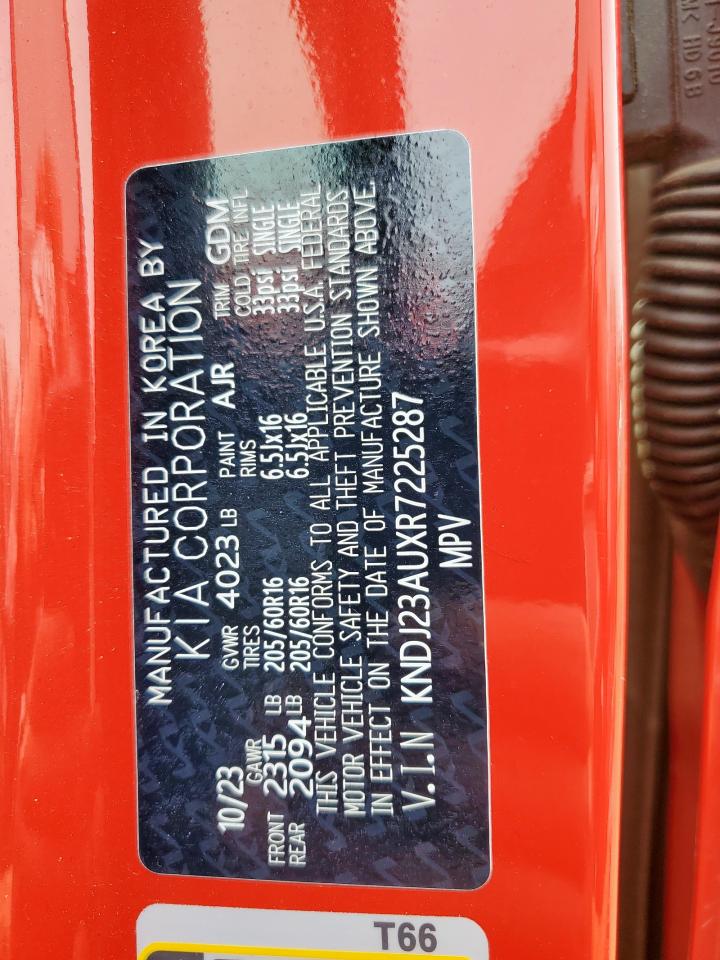 MANUFACTURED IN KOREA BY
KIA CORPORATION
10/23 GVWR 4023 LB PAINT AJR TRIM GDM
GAWR TIRES RIMS COLD TIRE INFL
FRONT 2315 LB 205/60R16 6.5Jx16 33psi SINGLE
REAR 2094 LB 205/60R16 6.5Jx16 33psi SINGLE
THIS VEHICLE CONFORMS TO ALL APPLICABLE U.S.A. FEDERAL
MOTOR VEHICLE SAFETY AND THEFT PREVENTION STANDARDS
IN EFFECT ON THE DATE OF MANUFACTURE SHOWN ABOVE.
V.I.N KNDJ23AUXR7225287
MPV
T66
HD 6B